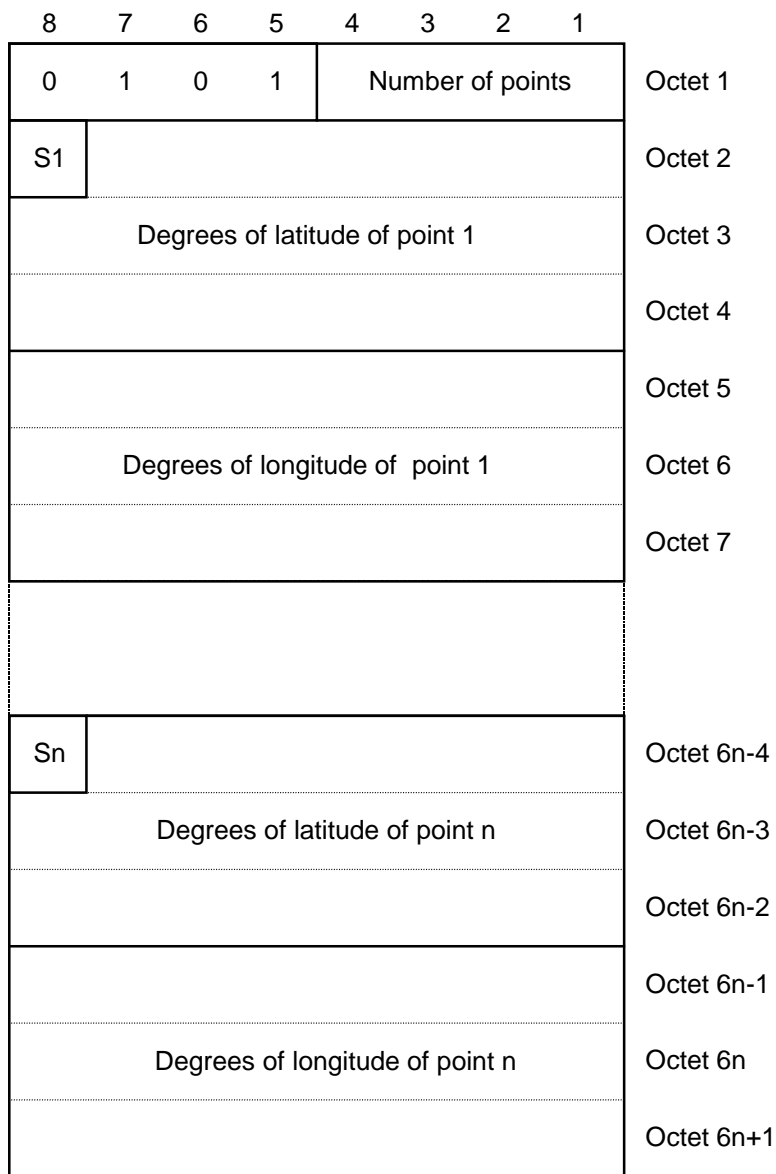 8 7 6 5 4 3 2 1
0 1 0 1 Number of points Octet 1
S1 Octet 2
Degrees of latitude of point 1 Octet 3
Octet 4
Octet 5
Degrees of longitude of point 1 Octet 6
Octet 7
Sn Octet 6n-4
Degrees of latitude of point n Octet 6n-3
Octet 6n-2
Octet 6n-1
Degrees of longitude of point n Octet 6n
Octet 6n+1